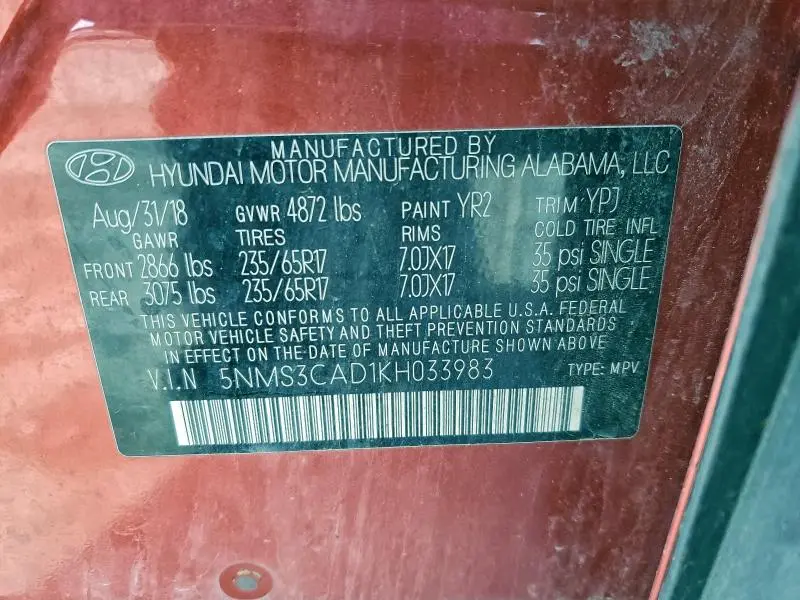 MANUFACTURED BY
HYUNDAI MOTOR MANUFACTURING ALABAMA, LLC
Aug/31/18 GVWR 4872 lbs PAINT YR2 TRIM YPJ
GAWR TIRES RIMS COLD TIRE INFL
FRONT 2866 lbs 235/65R17 7.0JX17 35 psi SINGLE
REAR 3075 lbs 235/65R17 7.0JX17 35 psi SINGLE
THIS VEHICLE CONFORMS TO ALL APPLICABLE U.S.A. FEDERAL
MOTOR VEHICLE SAFETY AND THEFT PREVENTION STANDARDS
IN EFFECT ON THE DATE OF MANUFACTURE SHOWN ABOVE
V.I.N 5NMS3CAD1KH033983 TYPE: MPV